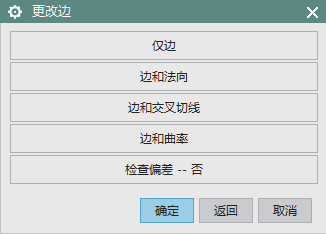 更改边
仅边
边和法向
边和交叉切线
边和曲率
检查偏差 -- 否
确定 返回 取消